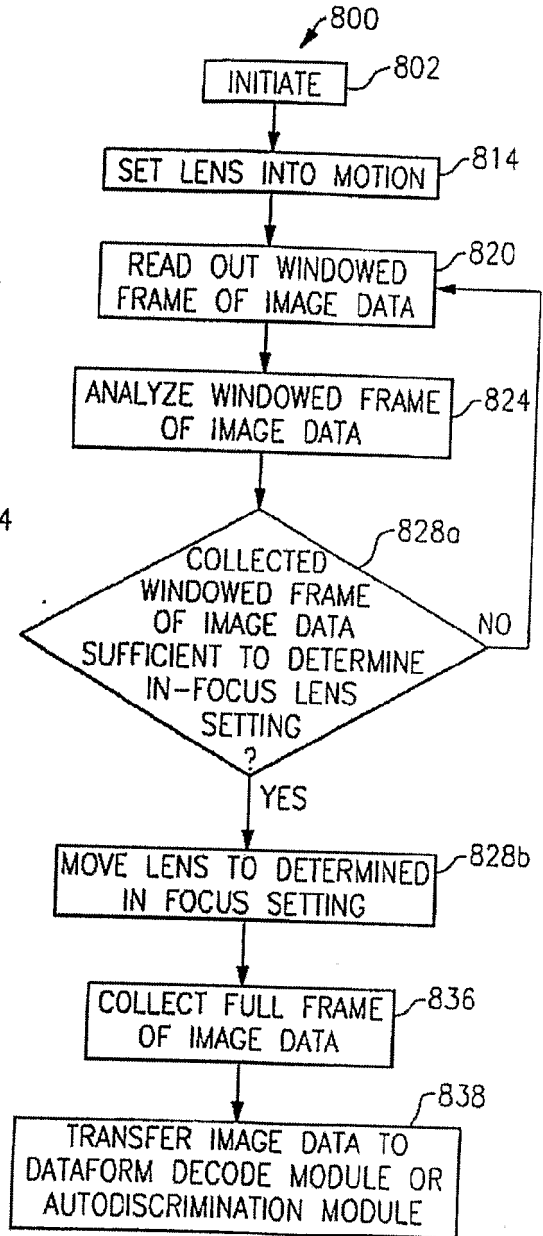 800
INITIATE
802
SET LENS INTO MOTION
814
READ OUT WINDOWED
FRAME OF IMAGE DATA
820
ANALYZE WINDOWED FRAME
OF IMAGE DATA
824
4
828a
COLLECTED
WINDOWED FRAME
OF IMAGE DATA
SUFFICIENT TO DETERMINE
IN-FOCUS LENS
SETTING
?
NO
YES
MOVE LENS TO DETERMINED
IN FOCUS SETTING
828b
COLLECT FULL FRAME
OF IMAGE DATA
836
838
TRANSFER IMAGE DATA TO
DATAFORM DECODE MODULE OR
AUTODISCRIMINATION MODULE